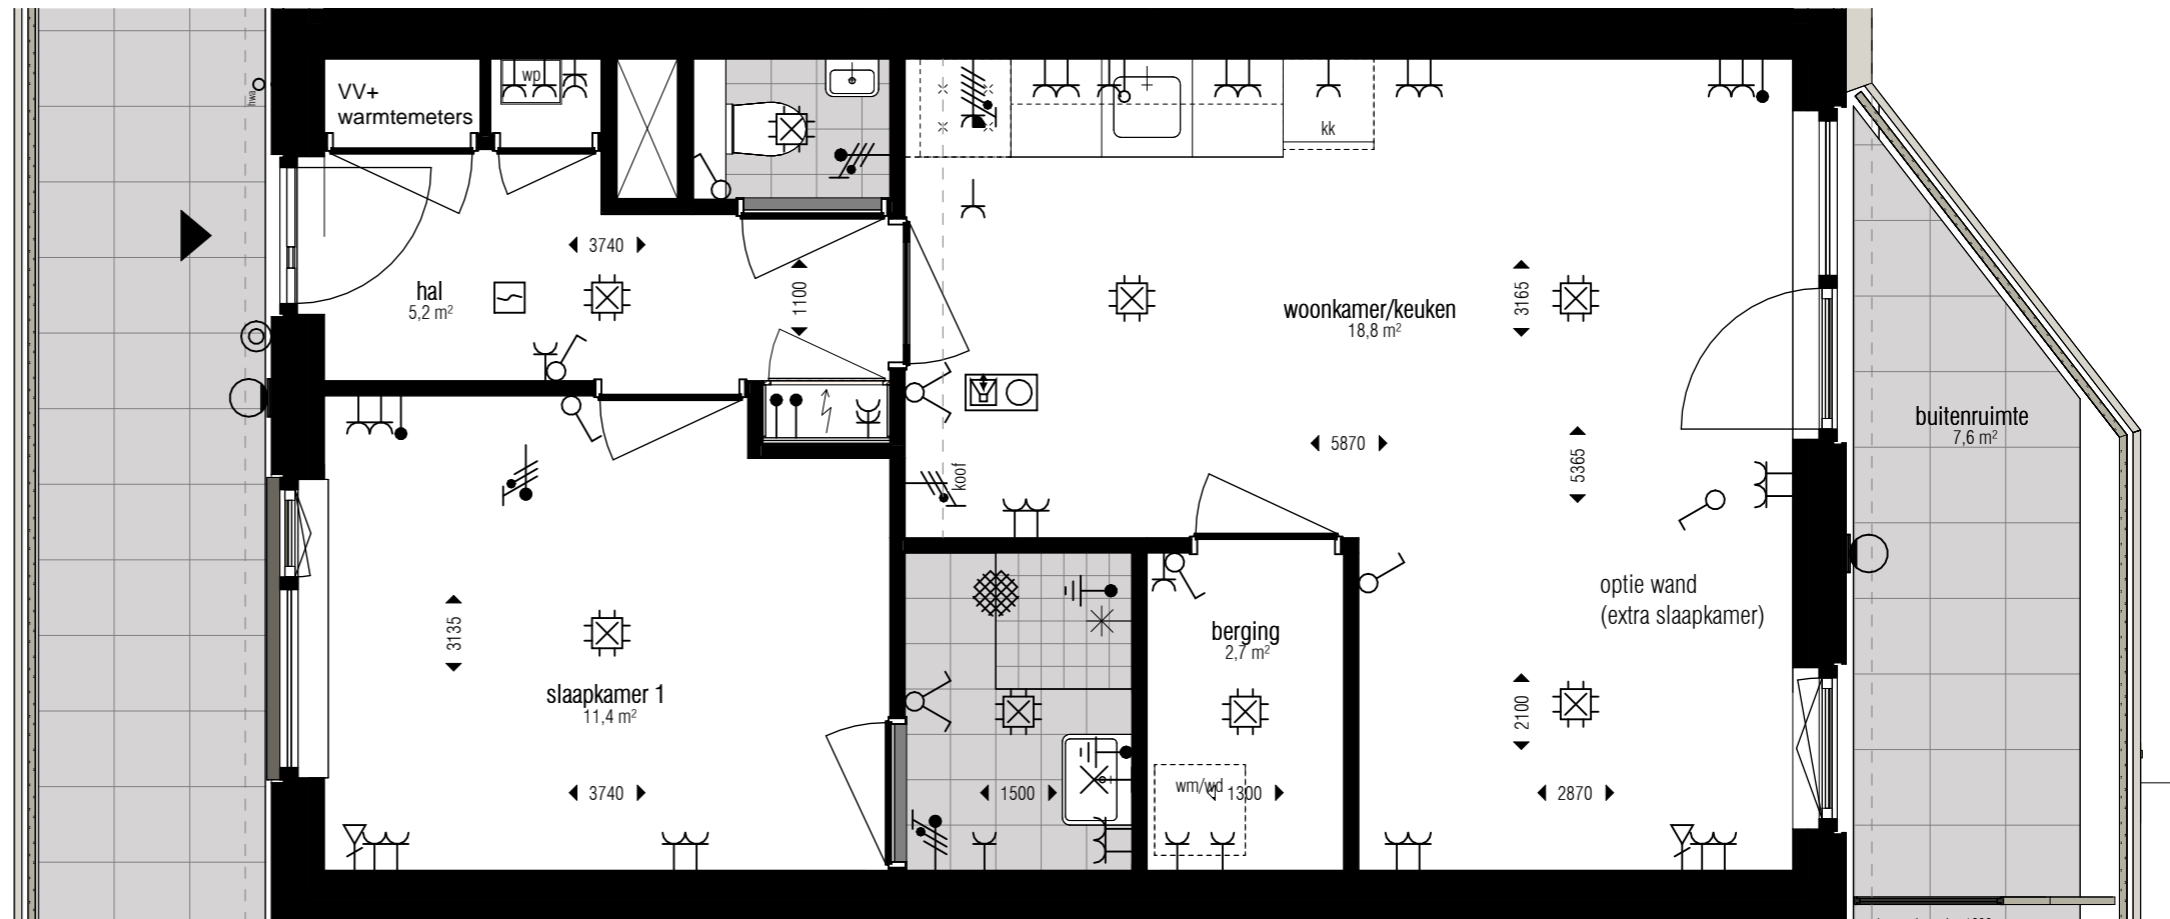 VV+
warmtemeters
wp
hwa
kk
3740
hal
5,2 m²
1100
woonkamer/keuken
18,8 m²
3165
buitenruimte
7,6 m²
5870
5365
koof
optie wand
(extra slaapkamer)
3135
berging
2,7 m²
slaapkamer 1
11,4 m²
2100
3740
1500
wm/wd
1300
2870